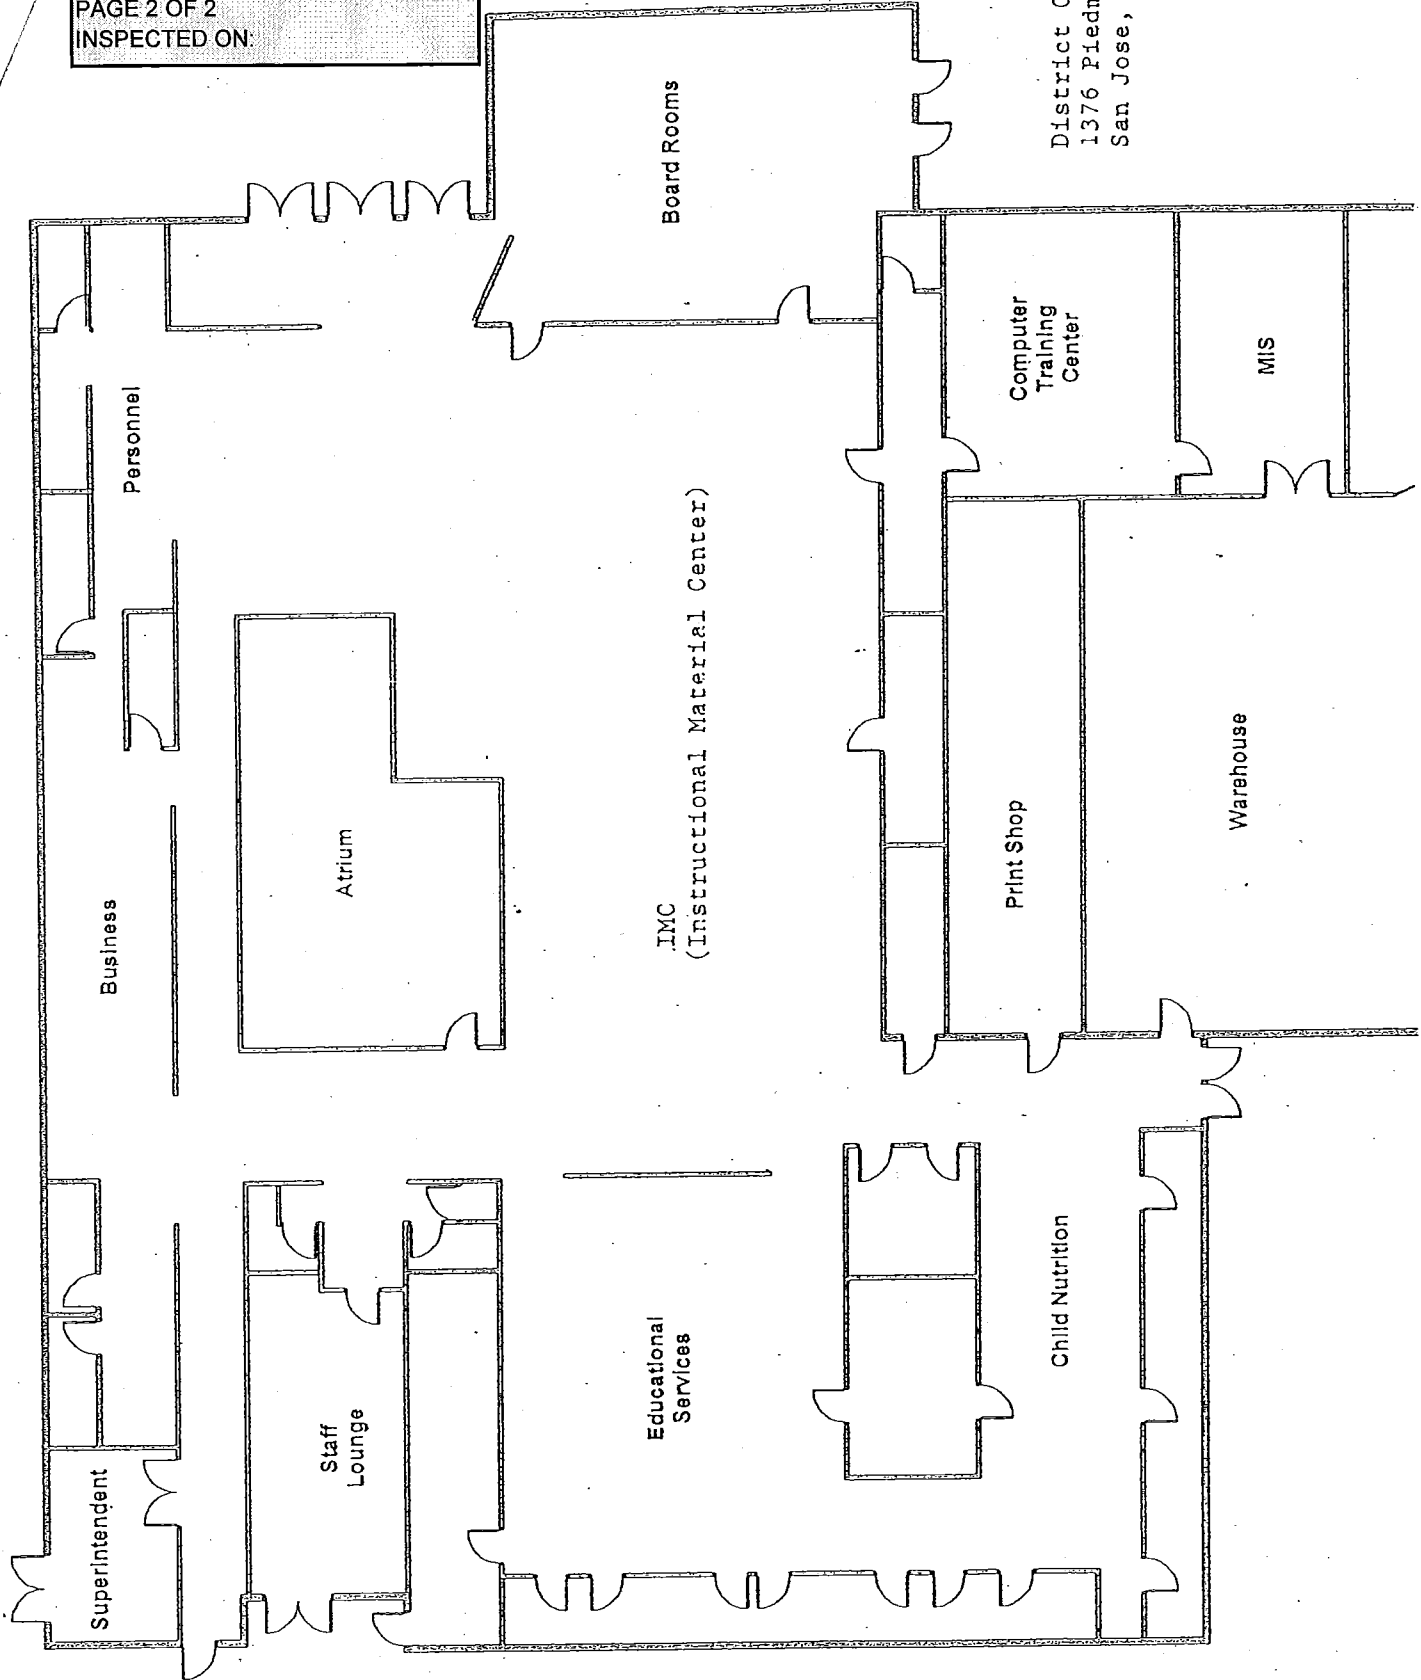 PAGE 2 OF 2
INSPECTED ON:
District
1376
San Jose,
Board Rooms
Personnel
Computer
Training
Center
MIS
.IMC
(Instructional Material Center)
Atrium
Business
Print Shop
Warehouse
Superintendent
Staff
Lounge
Educational
Services
Child Nutrition